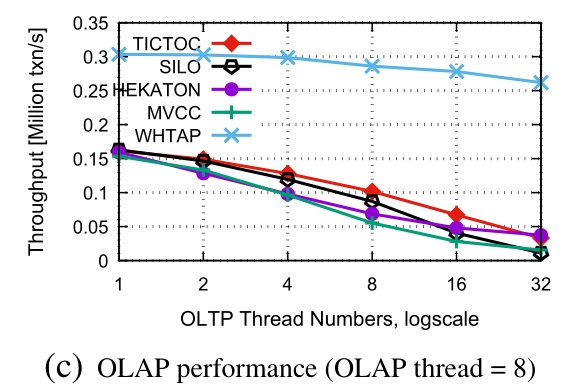 0.35
0.3
0.25
0.2
0.15
0.1
0.05
0
Throughput [Million txn/s]
TICTOC
SILO
HEKATON
MVCC
WHTAP
1 2 4 8 16 32
OLTP Thread Numbers, logscale
(c) OLAP performance (OLAP thread = 8)